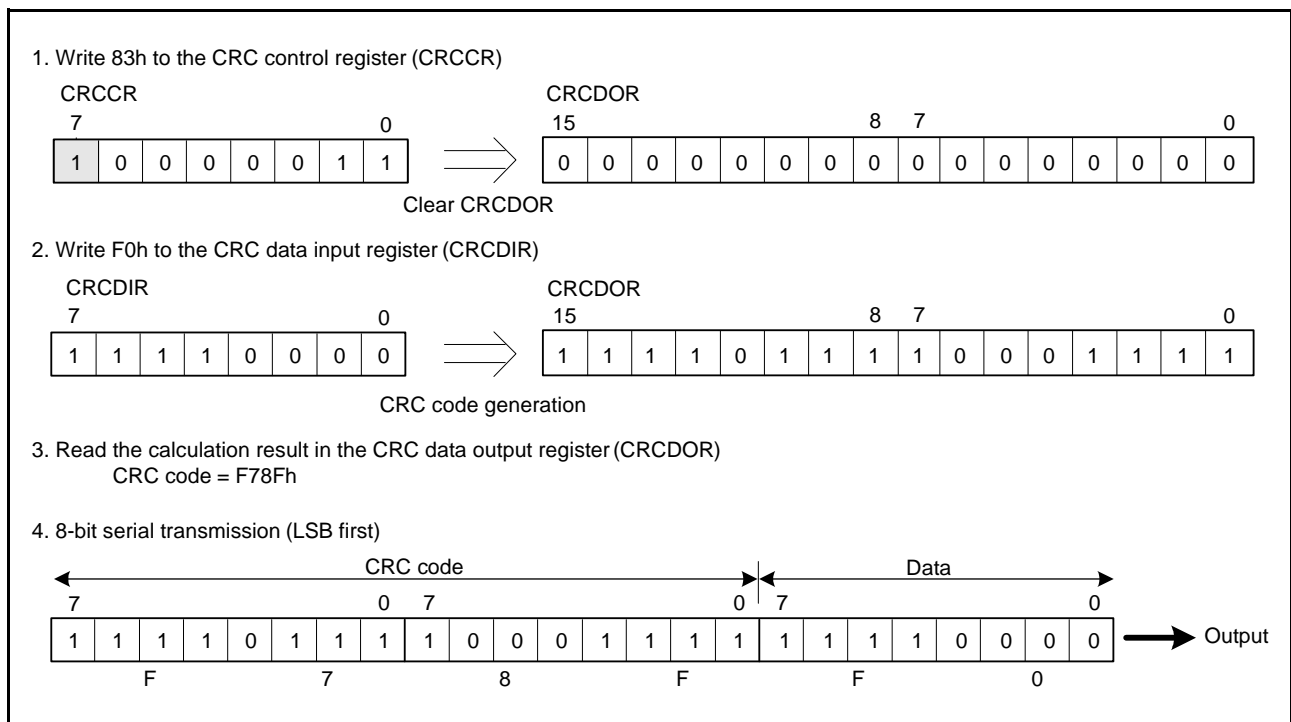 1. Write 83h to the CRC control register (CRCCR)
CRCCR CRCDOR
7 0 15 8 7 0
1 0 0 0 0 0 1 1 0 0 0 0 0 0 0 0 0 0 0 0 0 0 0 0
Clear CRCDOR
2. Write F0h to the CRC data input register (CRCDIR)
CRCDIR CRCDOR
7 0 15 8 7 0
1 1 1 1 0 0 0 0 1 1 1 1 0 1 1 1 1 0 0 0 1 1 1 1
CRC code generation
3. Read the calculation result in the CRC data output register (CRCDOR)
CRC code = F78Fh
4. 8-bit serial transmission (LSB first)
CRC code Data
7 0 7 0 7 0
1 1 1 1 0 1 1 1 1 0 0 0 1 1 1 1 1 1 1 1 0 0 0 0 Output
F 7 8 F F 0